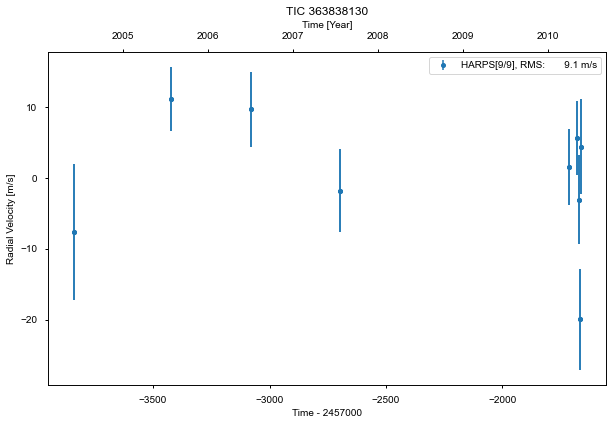 TIC 363838130
Time [Year]
2005 2006 2007 2008 2009 2010
HARPS[9/9], RMS: 9.1 m/s
10
0
−10
−20
Radial Velocity [m/s]
−3500 −3000 −2500 −2000
Time - 2457000